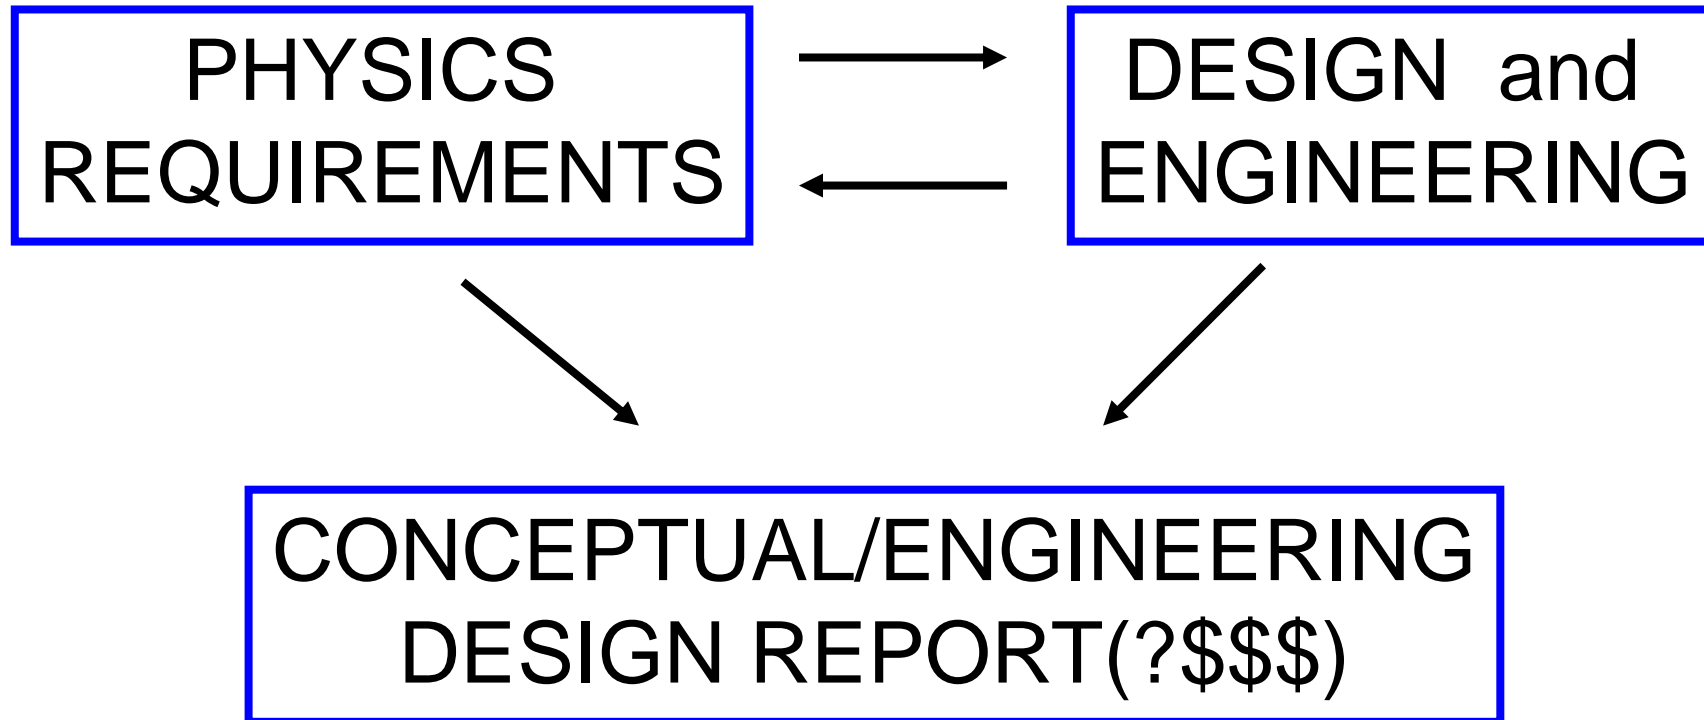 PHYSICS
REQUIREMENTS
DESIGN and
ENGINEERING
CONCEPTUAL/ENGINEERING
DESIGN REPORT(?$$$)